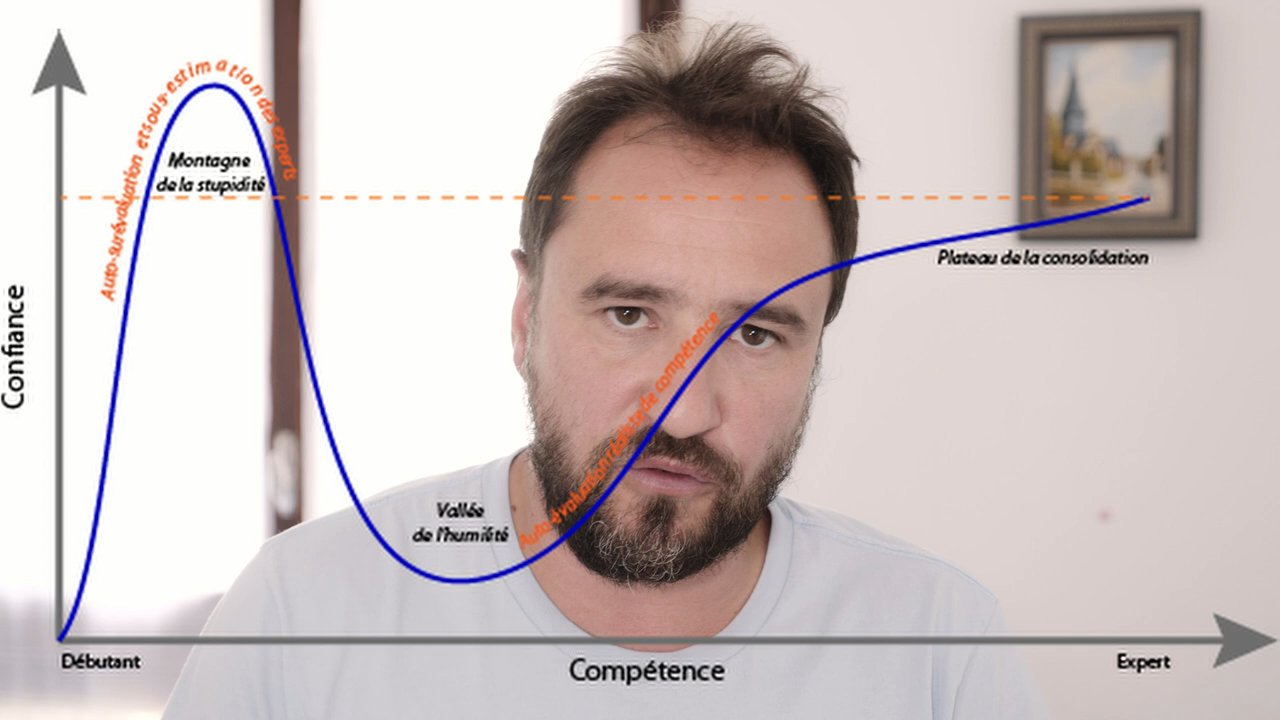 Auto-surévaluation et sous-estimation des experts
Montagne
de la stupidité
Confiance
Plateau de la consolidation
Auto-évaluation réaliste de compétence
Vallée
de l'humilité
Débutant
Compétence
Expert